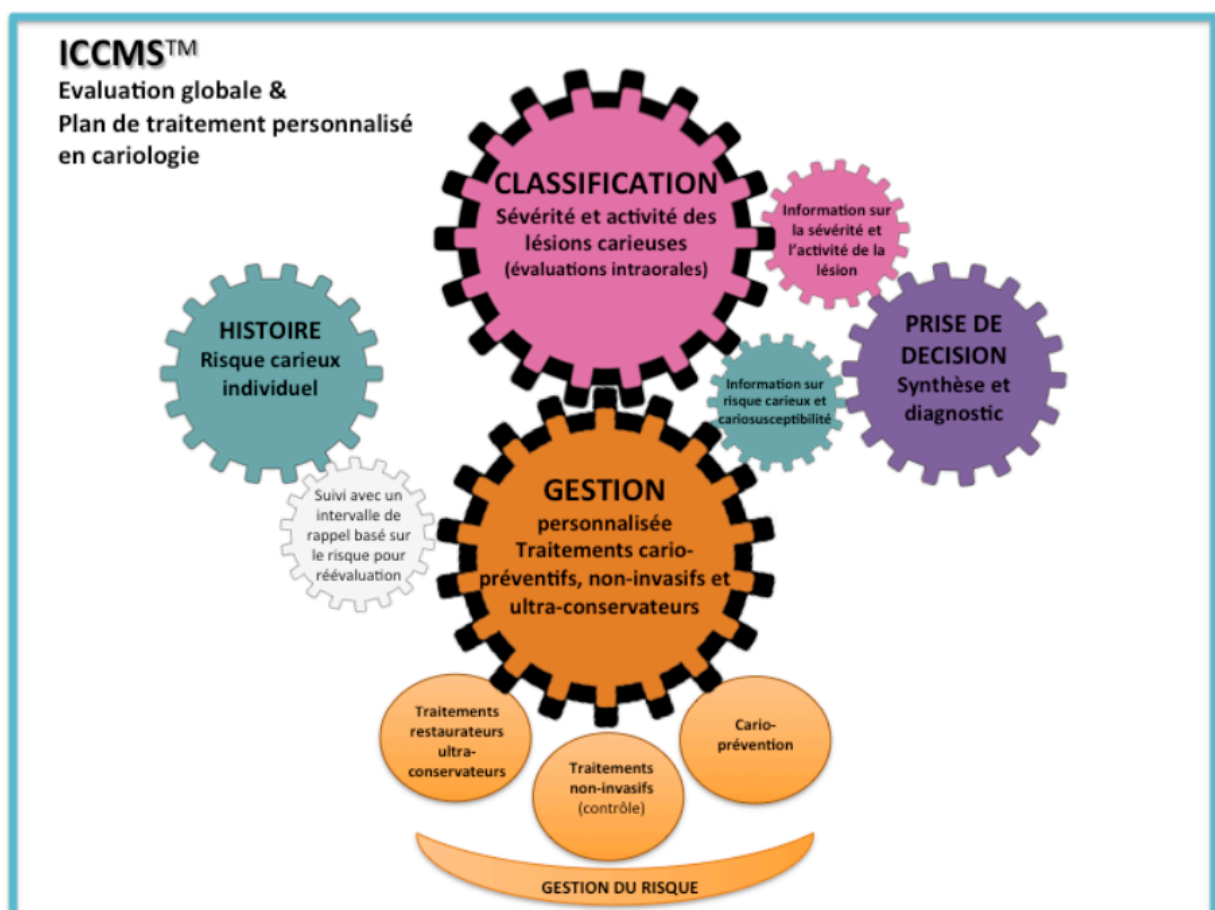 ICCMS™
Evaluation globale &
Plan de traitement personnalisé
en cariologie
CLASSIFICATION
Sévérité et activité des
lésions carieuses
(évaluations intraorales)
Information sur
la sévérité et
l'activité de la
lésion
HISTOIRE
Risque carieux
individuel
PRISE DE
DECISION
Synthèse et
diagnostic
Information sur
risque carieux et
cariosusceptibilité
Suivi avec un
intervalle de
rappel basé sur
le risque pour
réévaluation
GESTION
personnalisée
Traitements cario-
préventifs, non-invasifs et
ultra-conservateurs
Traitements
restaurateurs
ultra-
conservateurs
Traitements
non-invasifs
(contrôle)
Cario-
prévention
GESTION DU RISQUE